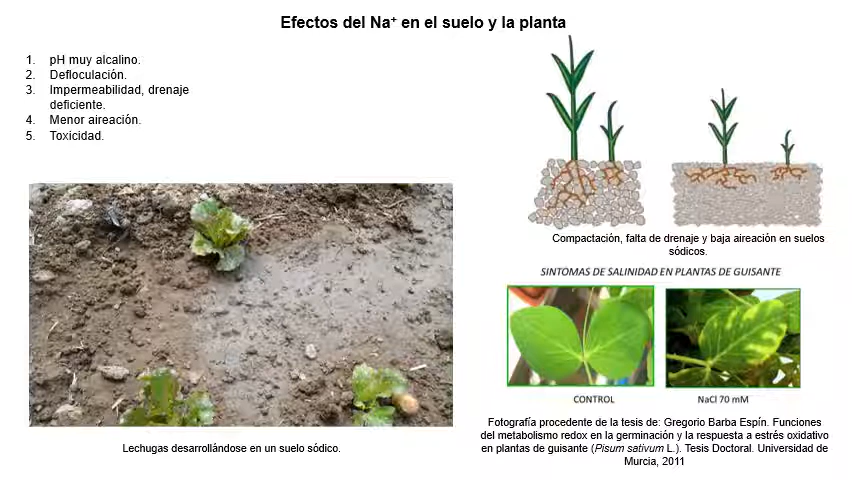 Efectos del Na+ en el suelo y la planta
1. pH muy alcalino.
2. Defloculación.
3. Impermeabilidad, drenaje
deficiente.
4. Menor aireación.
5. Toxicidad.
Compactación, falta de drenaje y baja aireación en suelos
sódicos.
SINTOMAS DE SALINIDAD EN PLANTAS DE GUISANTE
CONTROL
NaCl 70 mM
Fotografía procedente de la tesis de: Gregorio Barba Espín. Funciones
del metabolismo redox en la germinación y la respuesta a estrés oxidativo
en plantas de guisante (Pisum sativum L.). Tesis Doctoral. Universidad de
Murcia, 2011
Lechugas desarrollándose en un suelo sódico.